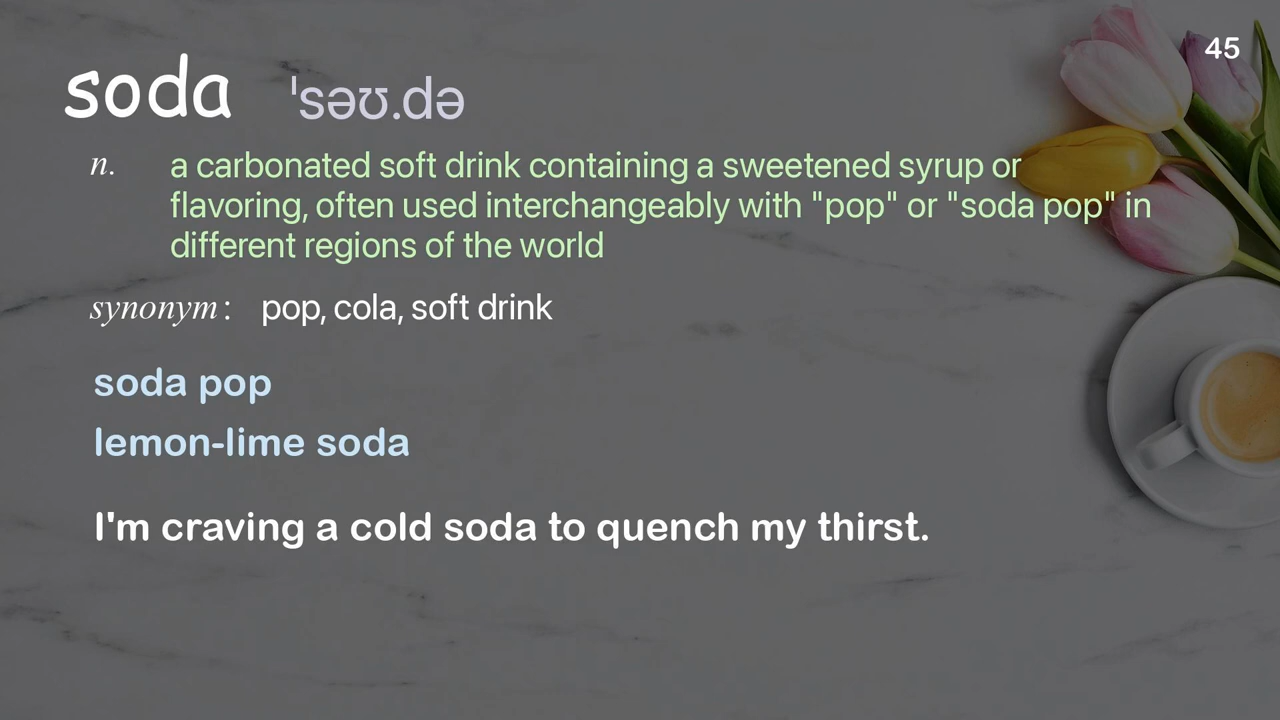 45
soda ˈsəʊ.də
n. a carbonated soft drink containing a sweetened syrup or
flavoring, often used interchangeably with "pop" or "soda pop" in
different regions of the world
synonym: pop, cola, soft drink
soda pop
lemon-lime soda
I'm craving a cold soda to quench my thirst.